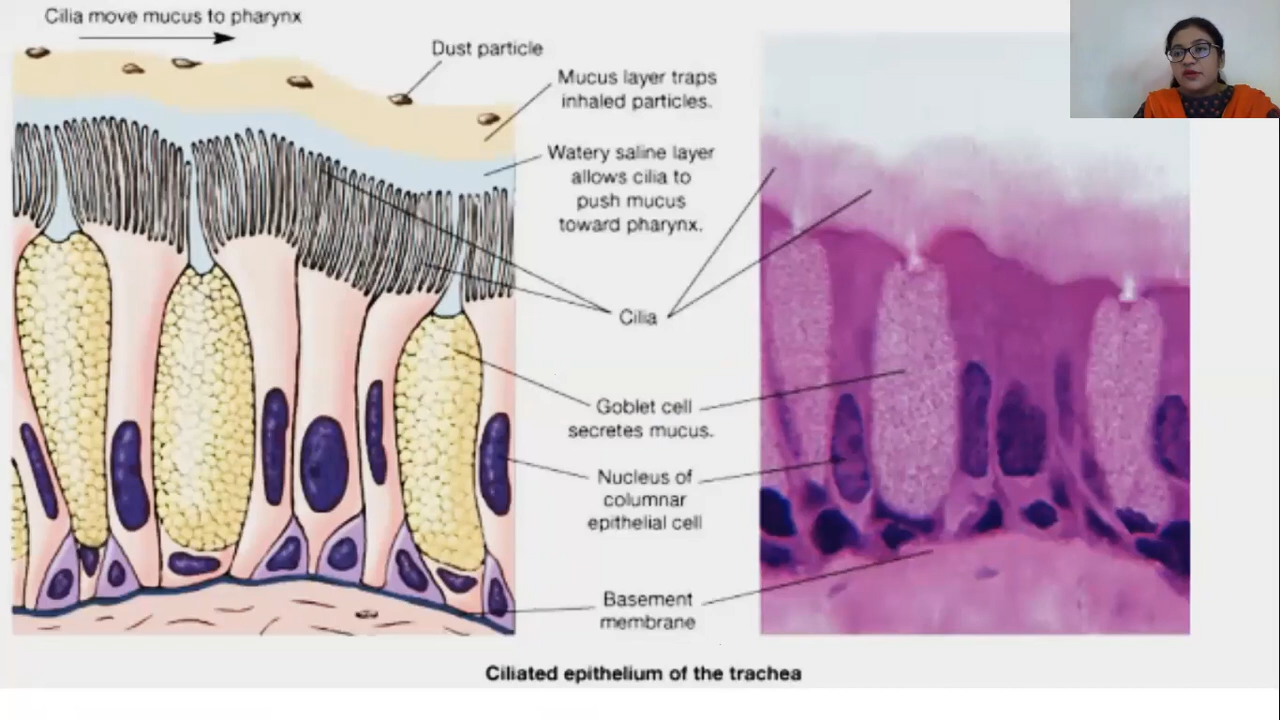 Cilia move mucus to pharynx
Dust particle
Mucus layer traps
inhaled particles.
Watery saline layer
allows cilia to
push mucus
toward pharynx.
Cilia
Goblet cell
secretes mucus.
Nucleus of
columnar
epithelial cell
Basement
membrane
Ciliated epithelium of the trachea